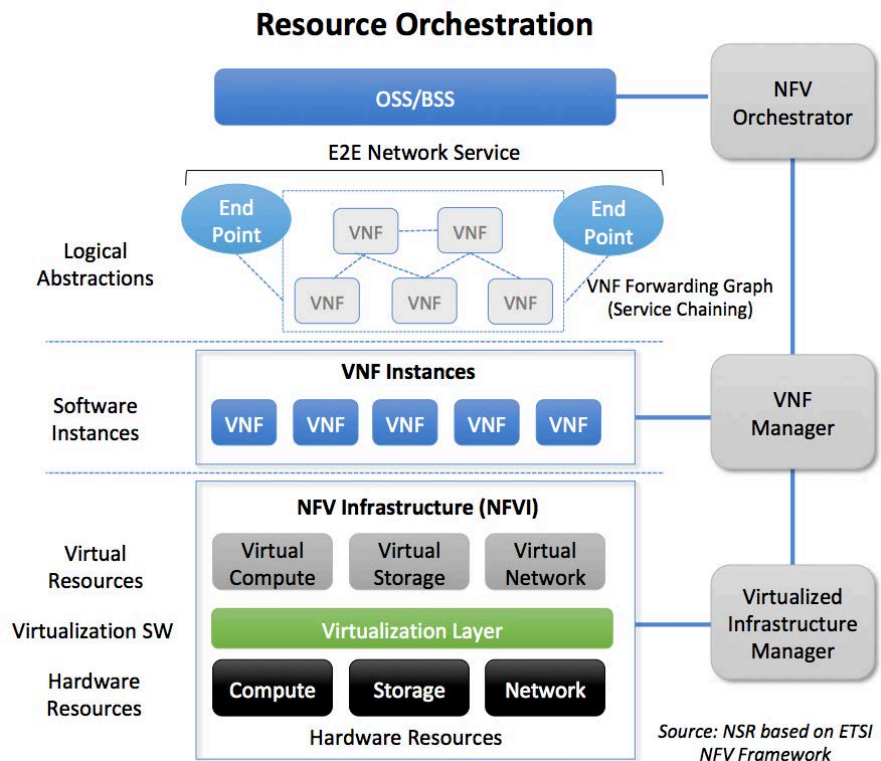 Resource Orchestration
OSS/BSS
NFV
Orchestrator
E2E Network Service
End
Point
End
Point
VNF
VNF
VNF
VNF
VNF
Logical
Abstractions
VNF Forwarding Graph
(Service Chaining)
VNF Instances
Software
Instances
VNF
VNF
VNF
VNF
VNF
VNF
Manager
NFV Infrastructure (NFVI)
Virtual
Resources
Virtual
Compute
Virtual
Storage
Virtual
Network
Virtualization SW
Virtualization Layer
Virtualized
Infrastructure
Manager
Hardware
Resources
Compute
Storage
Network
Hardware Resources
Source: NSR based on ETSI
NFV Framework